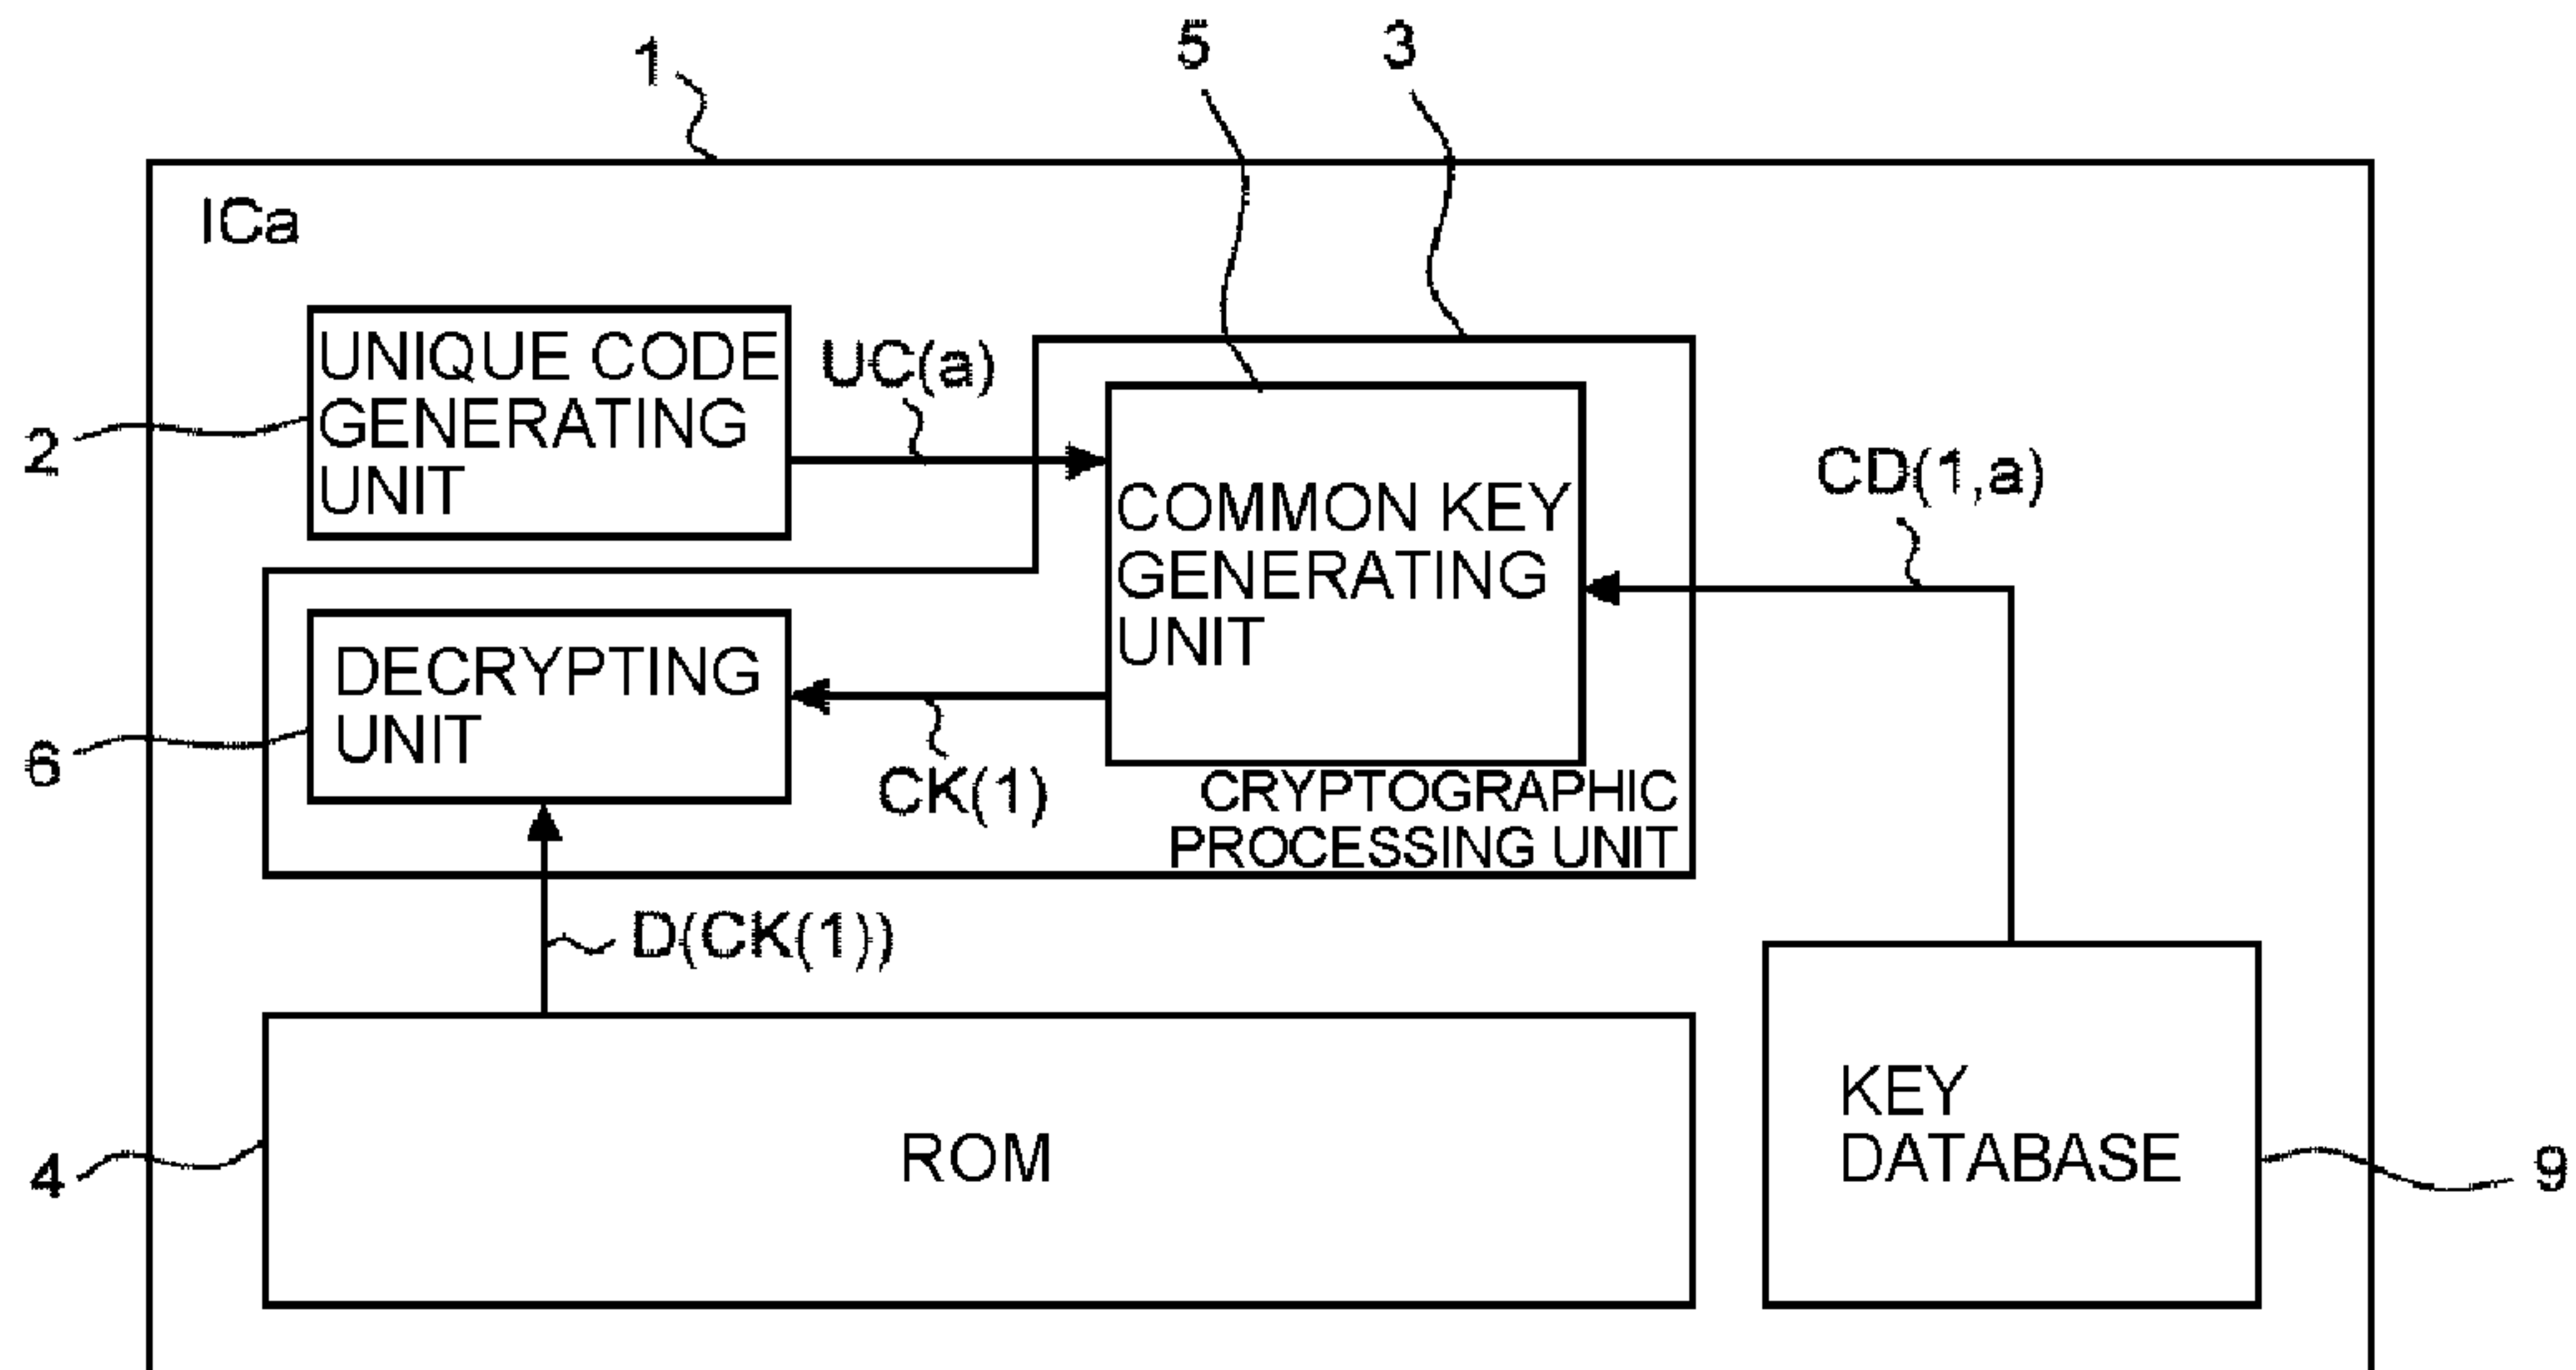 5
3
1
ICa
UNIQUE CODE
GENERATING
UNIT
UC(a)
2
COMMON KEY
GENERATING
UNIT
CD(1,a)
DECRYPTING
UNIT
6
CK(1)
CRYPTOGRAPHIC
PROCESSING UNIT
D(CK(1))
KEY
DATABASE
ROM
4
9